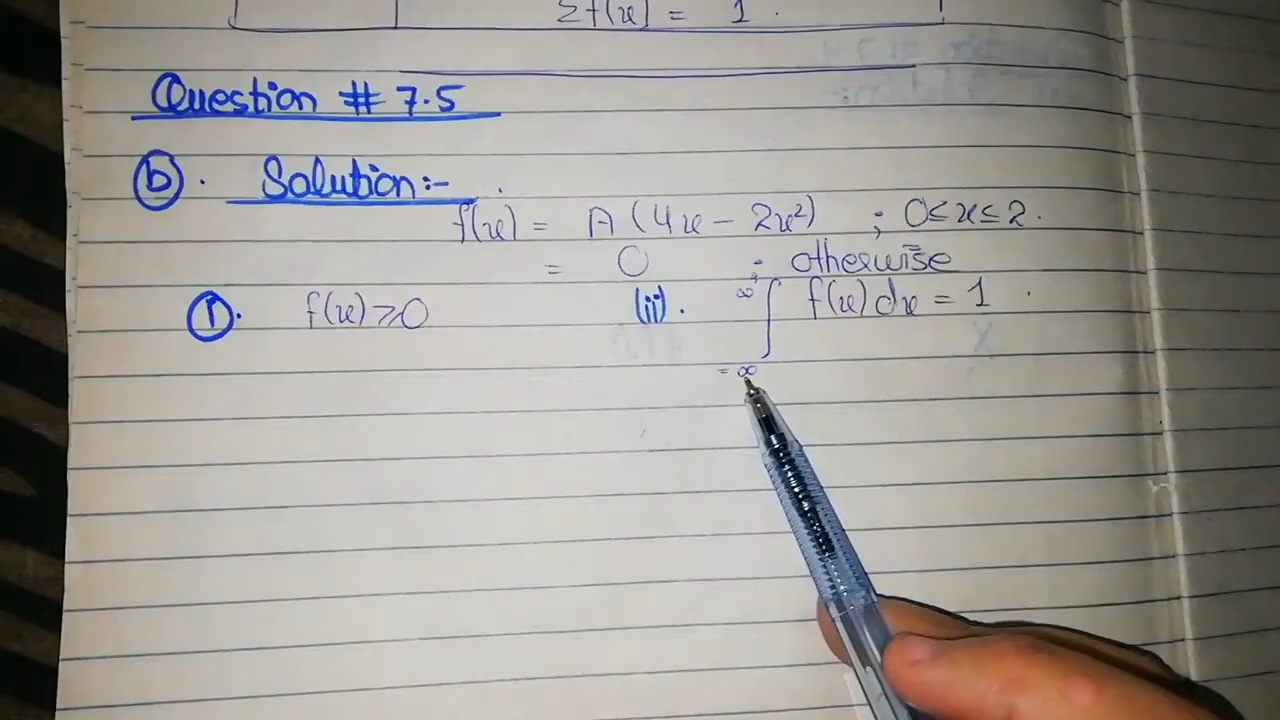 Σf(x) = 1.
Question # 7.5
(b). Solution:-
f(x) = A (4x - 2x²) ; 0≤x≤2.
= 0 ; otherwise
(i). f(x) ≥ 0 (ii). ∞∫ f(x) dx = 1.
-∞